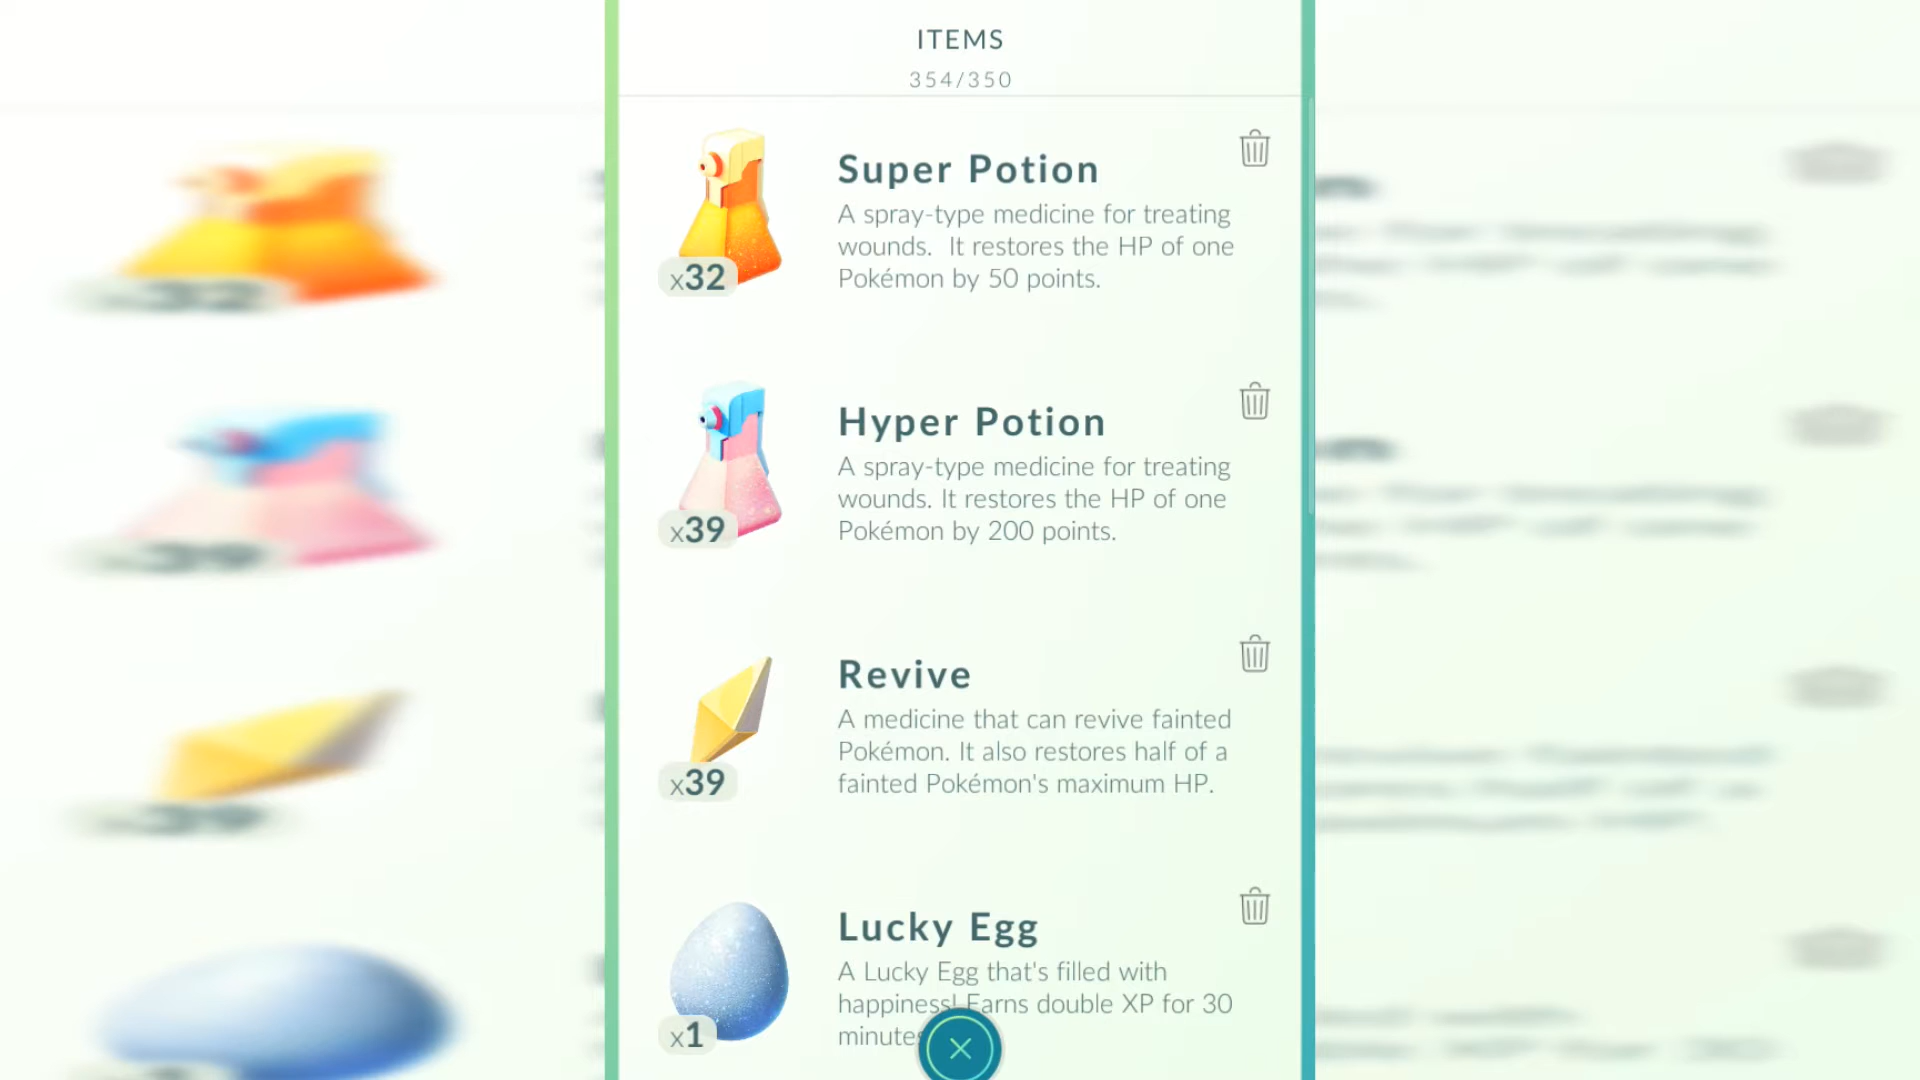 ITEMS
354/350
Super Potion
A spray-type medicine for treating
wounds.  It restores the HP of one
Pokémon by 50 points.
x32
Hyper Potion
A spray-type medicine for treating
wounds. It restores the HP of one
Pokémon by 200 points.
x39
Revive
A medicine that can revive fainted
Pokémon. It also restores half of a
fainted Pokémon's maximum HP.
x39
Lucky Egg
A Lucky Egg that's filled with
happiness! Earns double XP for 30
x1